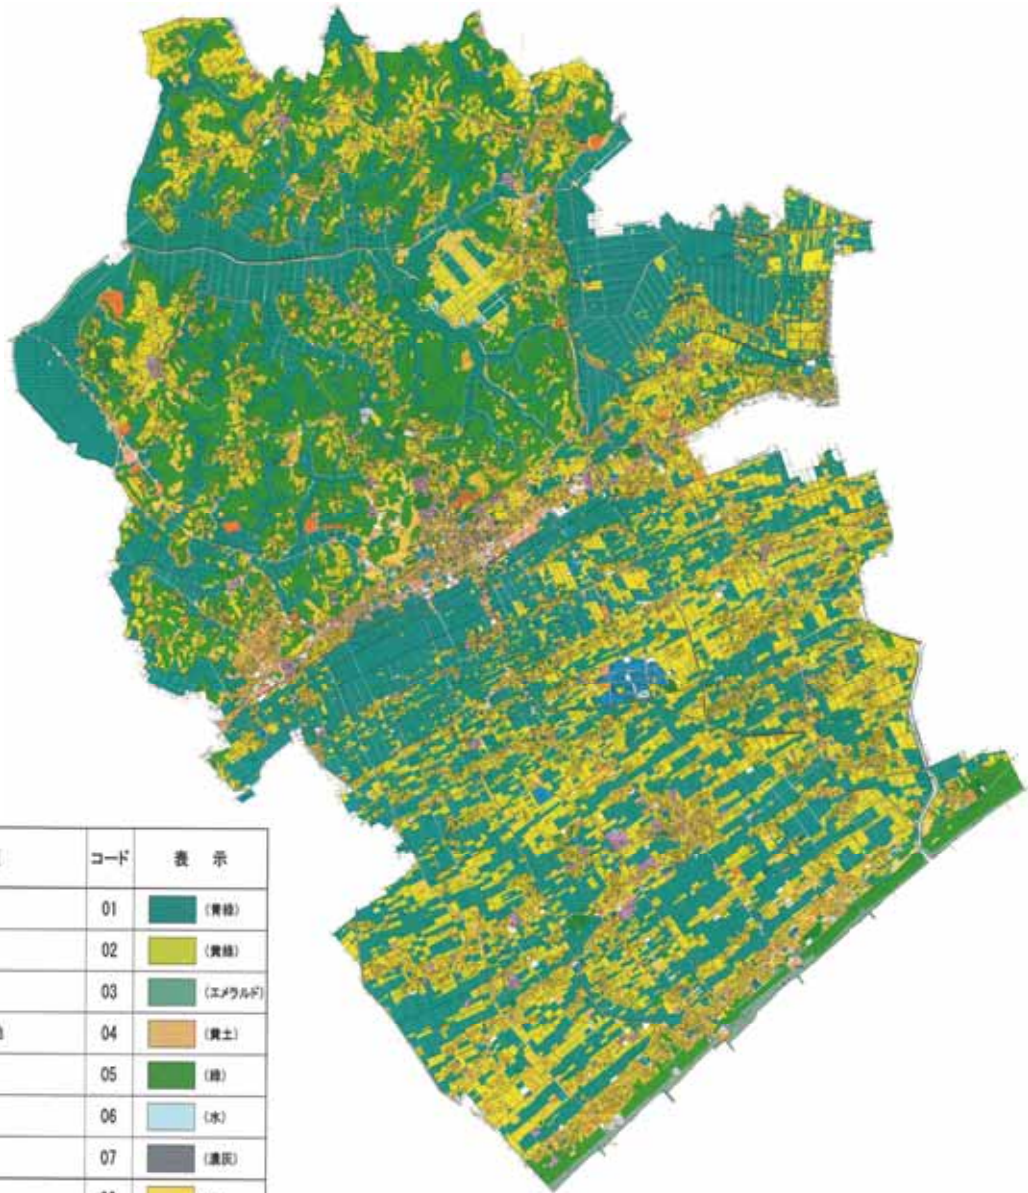 コード 表 示
01 (青緑)
02 (黄緑)
03 (エメラルド)
04 (黄土)
05 (緑)
06 (水)
07 (濃灰)